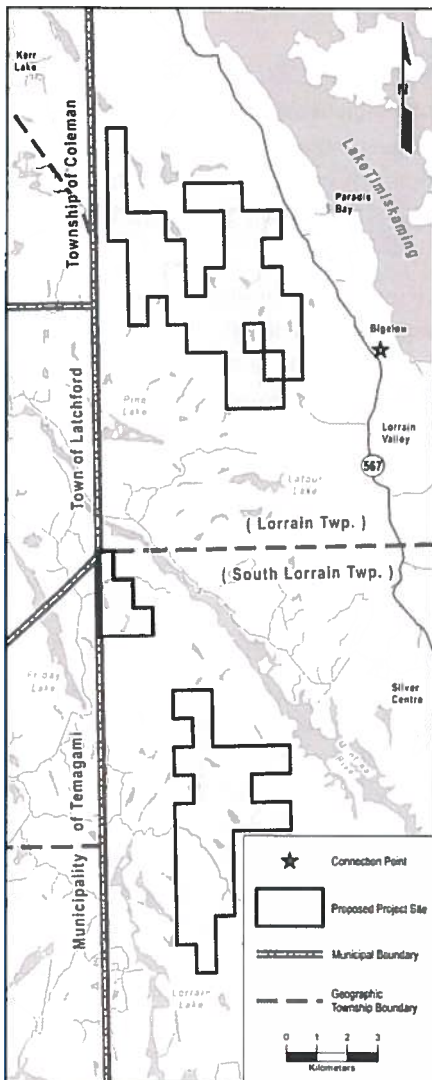 Kerr
Lake
Township of Coleman
N
Lake Timiskaming
Paradis
Bay
Bigelow
Town of Latchford
Pine
Lake
Lorrain
Valley
567
Latour
Lake
( Lorrain Twp. )
( South Lorrain Twp. )
Friday
Lake
Silver
Centre
River
Municipality of Temagami
Lorrain
Lake
Connection Point
Proposed Project Site
Municipal Boundary
Geographic
Township Boundary
0 1 2 3
Kilometers